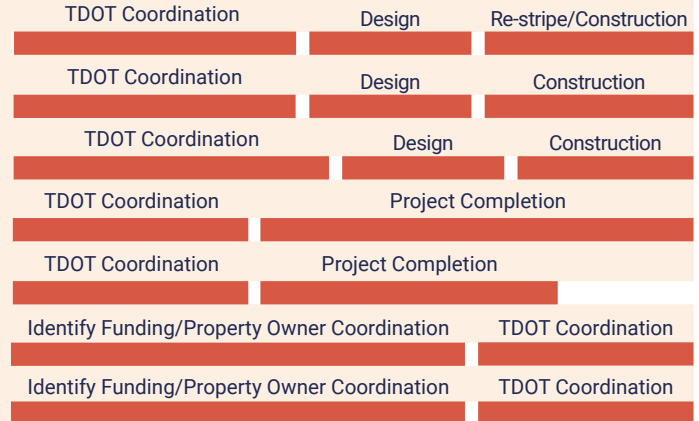 TDOT Coordination Design Re-stripe/Construction
TDOT Coordination Design Construction
TDOT Coordination Design Construction
TDOT Coordination Project Completion
TDOT Coordination Project Completion
Identify Funding/Property Owner Coordination TDOT Coordination
Identify Funding/Property Owner Coordination TDOT Coordination